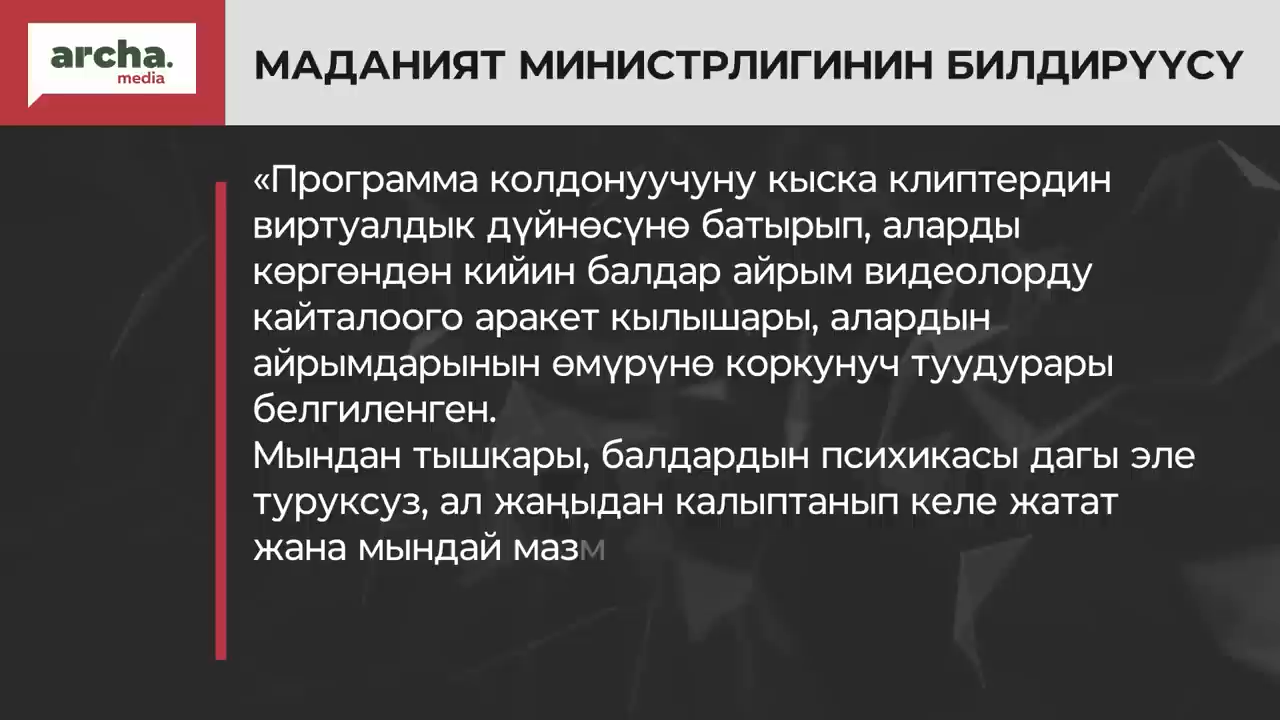 archa.
media
МАДАНИЯТ МИНИСТРЛИГИНИН БИЛДИРҮҮСҮ
«Программа колдонуучуну кыска клиптердин
виртуалдык дүйнөсүнө батырып, аларды
көргөндөн кийин балдар айрым видеолорду
кайталоого аракет кылышары, алардын
айрымдарынын өмүрүнө коркунуч туудурары
белгиленген.
Мындан тышкары, балдардын психикасы дагы эле
туруксуз, ал жаңыдан калыптанып келе жатат
жана мындай мазм